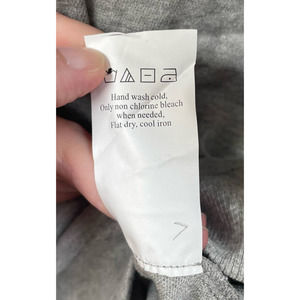 Hand wash cold,
Only non chlorine bleach
when needed,
Flat dry, cool iron